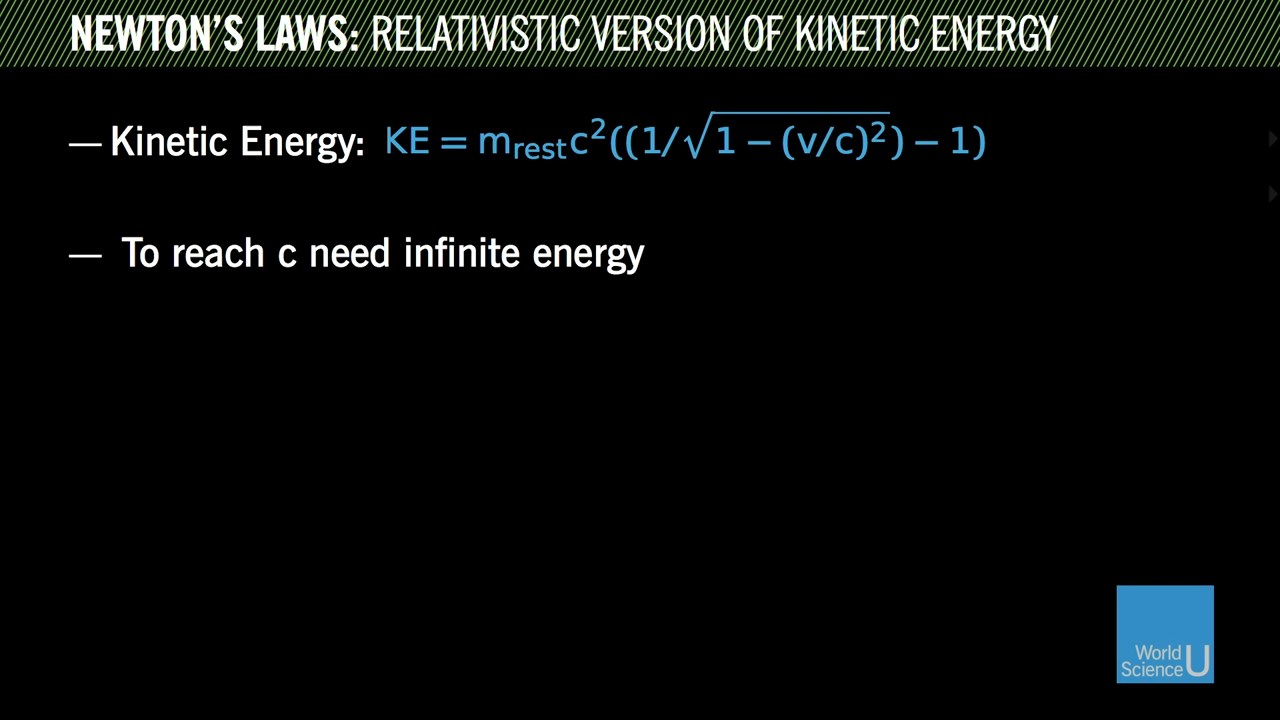 NEWTON'S LAWS: RELATIVISTIC VERSION OF KINETIC ENERGY
— Kinetic Energy: KE = m_rest c²((1/√(1 − (v/c)²)) − 1)
— To reach c need infinite energy
World
Science U